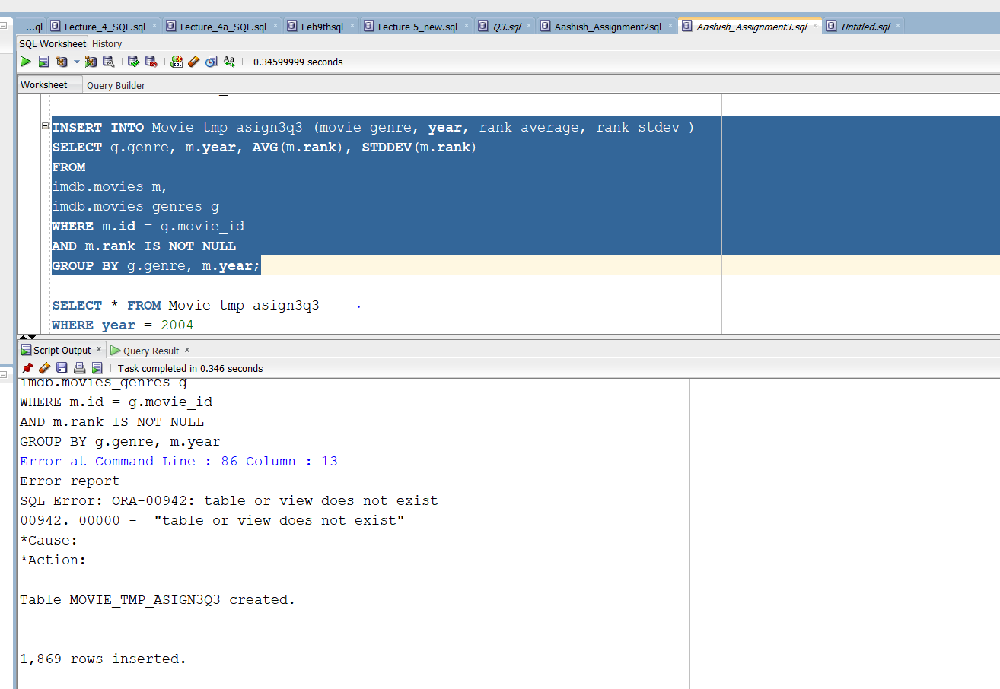 ...ql Lecture_4_SQL.sql Lecture_4a_SQL.sql Feb9thsql Lecture 5_new.sql Q3.sql Aashish_Assignment2sql Aashish_Assignment3.sql Untitled.sql
SQL Worksheet History
SQL Aa 0.34599999 seconds
Worksheet Query Builder
INSERT INTO Movie_tmp_asign3q3 (movie_genre, year, rank_average, rank_stdev )
SELECT g.genre, m.year, AVG(m.rank), STDDEV(m.rank)
FROM
imdb.movies m,
imdb.movies_genres g
WHERE m.id = g.movie_id
AND m.rank IS NOT NULL
GROUP BY g.genre, m.year;
SELECT * FROM Movie_tmp_asign3q3
WHERE year = 2004
Script Output x Query Result x
Task completed in 0.346 seconds
imdb.movies_genres g
WHERE m.id = g.movie_id
AND m.rank IS NOT NULL
GROUP BY g.genre, m.year
Error at Command Line : 86 Column : 13
Error report -
SQL Error: ORA-00942: table or view does not exist
00942. 00000 -  "table or view does not exist"
*Cause:
*Action:
Table MOVIE_TMP_ASIGN3Q3 created.
1,869 rows inserted.